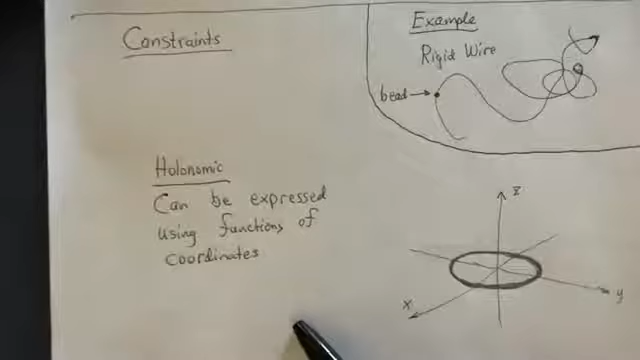 Constraints
Example
Rigid Wire
bead
Holonomic
Can be expressed
using functions of
coordinates
z
x
y